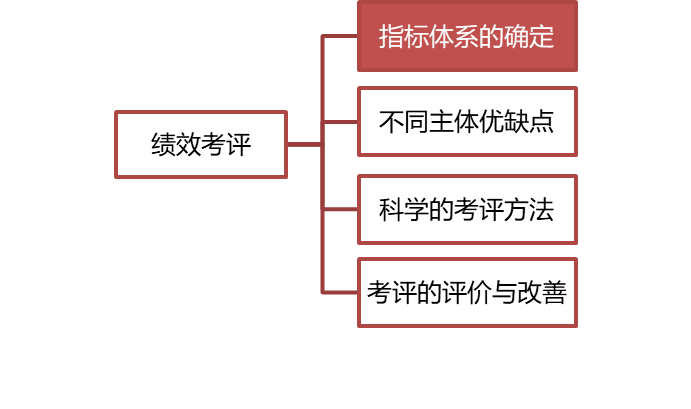 指标体系的确定
不同主体优缺点
绩效考评
科学的考评方法
考评的评价与改善